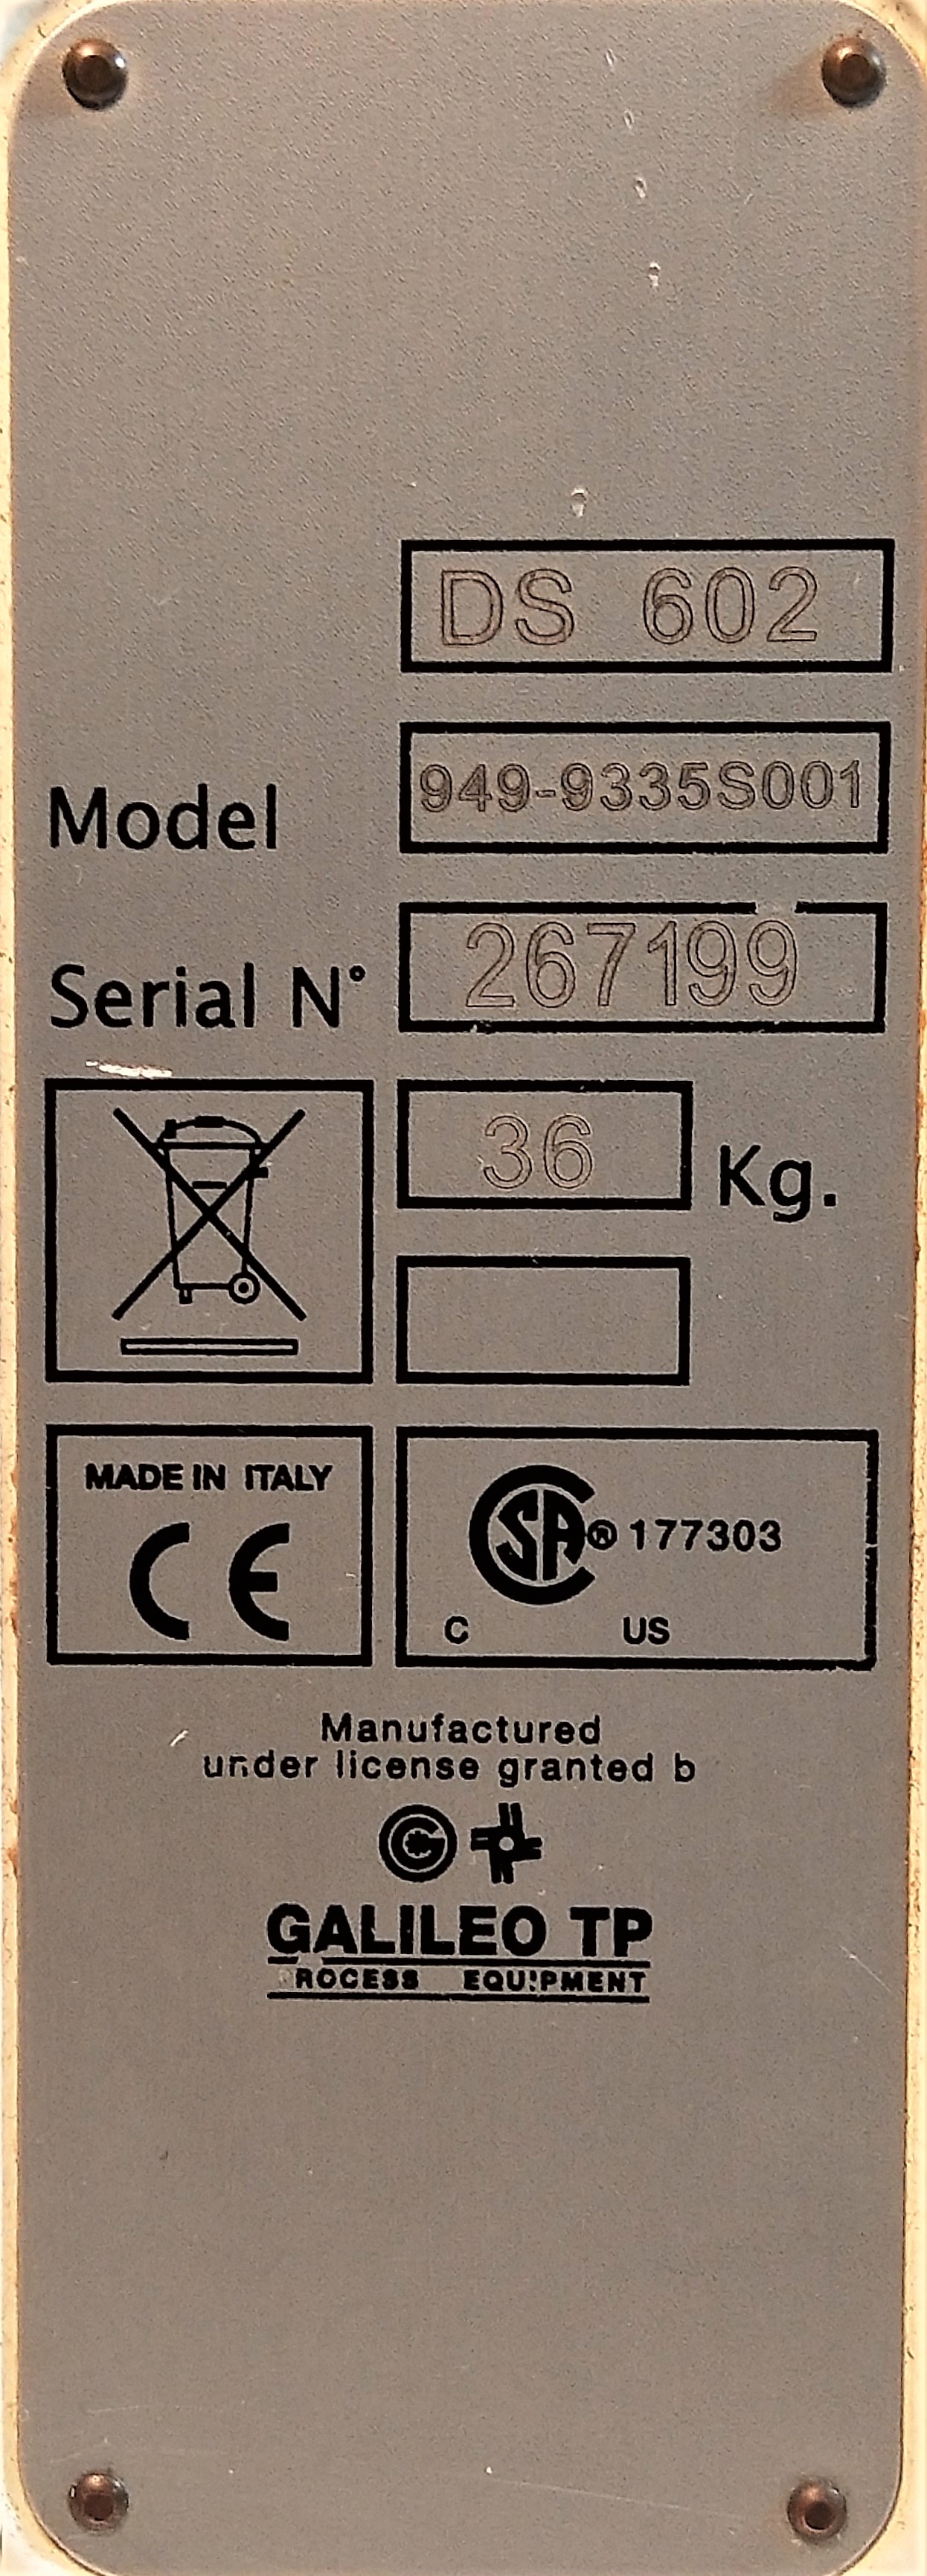 DS 602
Model 949-9335S001
Serial N° 267199
36 Kg.
MADE IN ITALY
CE
CSA ® 177303
C US
Manufactured
under license granted b
GALILEO TP
ROCESS EQUIPMENT